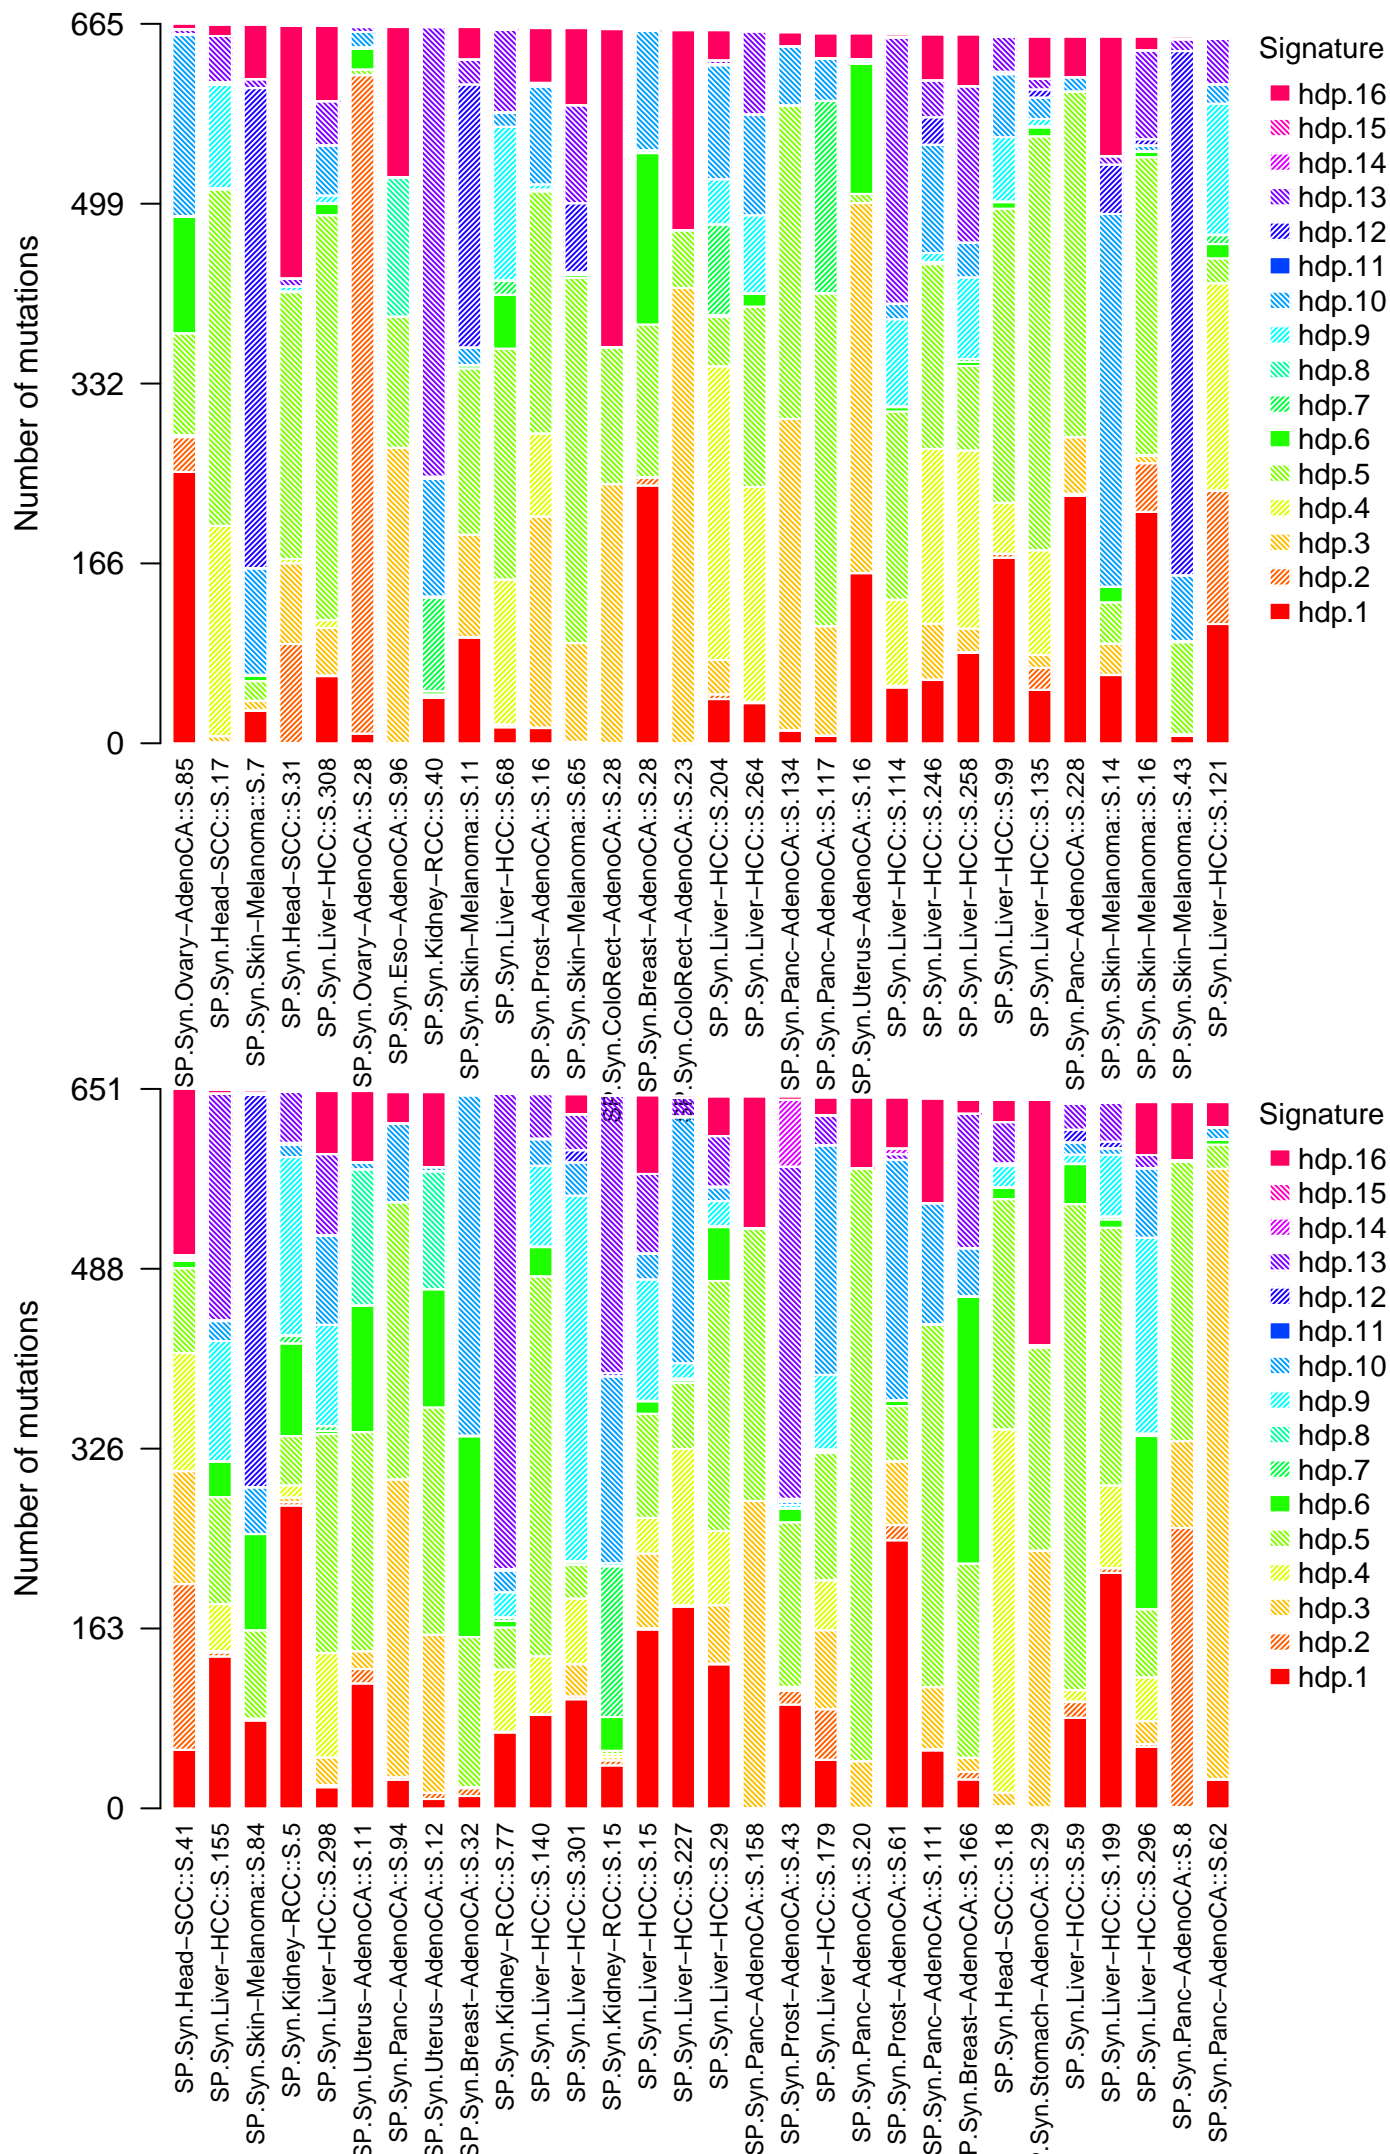 Number of mutations
665
499
332
166
0
SP.Syn.Ovary−AdenoCA::S.85
SP.Syn.Head−SCC::S.17
SP.Syn.Skin−Melanoma::S.7
SP.Syn.Head−SCC::S.31
SP.Syn.Liver−HCC::S.308
SP.Syn.Ovary−AdenoCA::S.28
SP.Syn.Eso−AdenoCA::S.96
SP.Syn.Kidney−RCC::S.40
SP.Syn.Skin−Melanoma::S.11
SP.Syn.Liver−HCC::S.68
SP.Syn.Prost−AdenoCA::S.16
SP.Syn.Skin−Melanoma::S.65
SP.Syn.ColoRect−AdenoCA::S.28
SP.Syn.Breast−AdenoCA::S.28
SP.Syn.ColoRect−AdenoCA::S.23
SP.Syn.Liver−HCC::S.204
SP.Syn.Liver−HCC::S.264
SP.Syn.Panc−AdenoCA::S.134
SP.Syn.Panc−AdenoCA::S.117
SP.Syn.Uterus−AdenoCA::S.16
SP.Syn.Liver−HCC::S.114
SP.Syn.Liver−HCC::S.246
SP.Syn.Liver−HCC::S.258
SP.Syn.Liver−HCC::S.99
SP.Syn.Liver−HCC::S.135
SP.Syn.Panc−AdenoCA::S.228
SP.Syn.Skin−Melanoma::S.14
SP.Syn.Skin−Melanoma::S.16
SP.Syn.Skin−Melanoma::S.43
SP.Syn.Liver−HCC::S.121
Signature
hdp.16
hdp.15
hdp.14
hdp.13
hdp.12
hdp.11
hdp.10
hdp.9
hdp.8
hdp.7
hdp.6
hdp.5
hdp.4
hdp.3
hdp.2
hdp.1
Number of mutations
651
488
326
163
0
SP.Syn.Head−SCC::S.41
SP.Syn.Liver−HCC::S.155
SP.Syn.Skin−Melanoma::S.84
SP.Syn.Kidney−RCC::S.5
SP.Syn.Liver−HCC::S.298
SP.Syn.Uterus−AdenoCA::S.11
SP.Syn.Panc−AdenoCA::S.94
SP.Syn.Uterus−AdenoCA::S.12
SP.Syn.Breast−AdenoCA::S.32
SP.Syn.Kidney−RCC::S.77
SP.Syn.Liver−HCC::S.140
SP.Syn.Liver−HCC::S.301
SP.Syn.Kidney−RCC::S.15
SP.Syn.Liver−HCC::S.15
SP.Syn.Liver−HCC::S.227
SP.Syn.Liver−HCC::S.29
SP.Syn.Panc−AdenoCA::S.158
SP.Syn.Prost−AdenoCA::S.43
SP.Syn.Liver−HCC::S.179
SP.Syn.Panc−AdenoCA::S.20
SP.Syn.Prost−AdenoCA::S.61
SP.Syn.Panc−AdenoCA::S.111
SP.Syn.Breast−AdenoCA::S.166
SP.Syn.Head−SCC::S.18
.Syn.Stomach−AdenoCA::S.29
SP.Syn.Liver−HCC::S.59
SP.Syn.Liver−HCC::S.199
SP.Syn.Liver−HCC::S.296
SP.Syn.Panc−AdenoCA::S.8
SP.Syn.Panc−AdenoCA::S.62
Signature
hdp.16
hdp.15
hdp.14
hdp.13
hdp.12
hdp.11
hdp.10
hdp.9
hdp.8
hdp.7
hdp.6
hdp.5
hdp.4
hdp.3
hdp.2
hdp.1